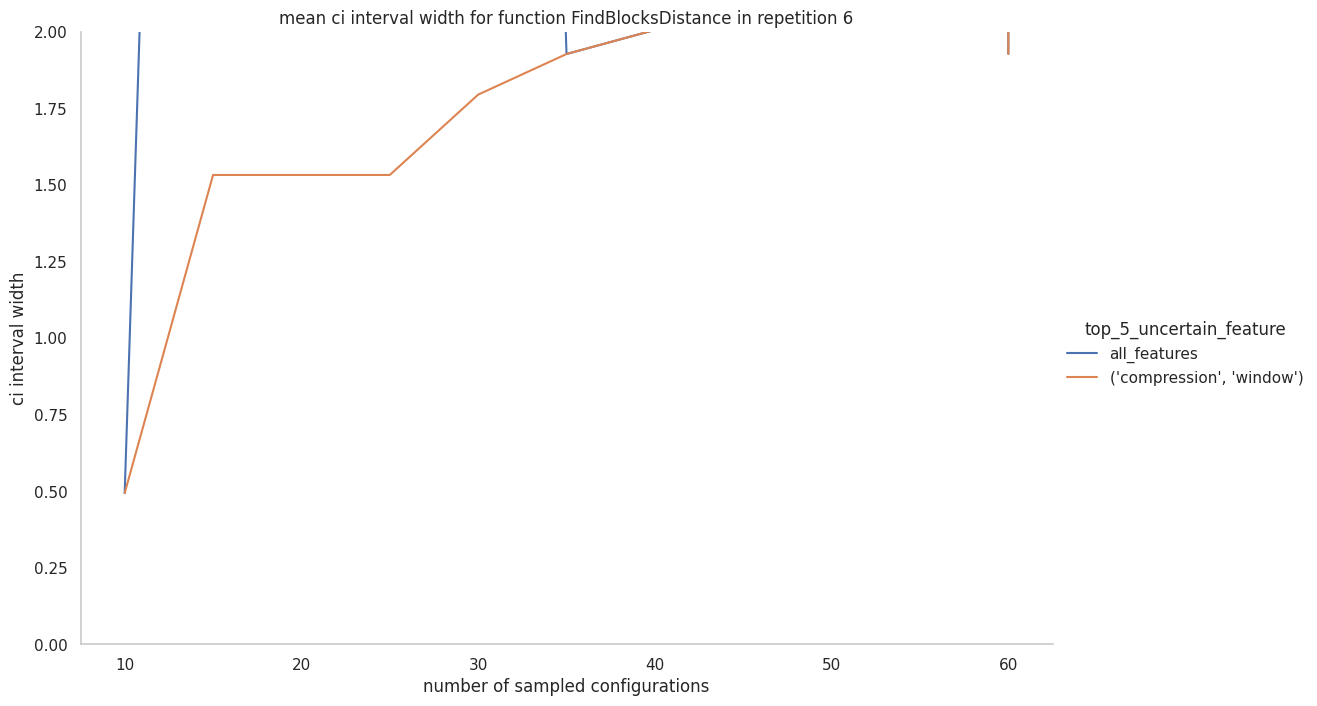 mean ci interval width for function FindBlocksDistance in repetition 6
2.00
1.75
1.50
1.25
1.00
0.75
0.50
0.25
0.00
ci interval width
10
20
30
40
50
60
number of sampled configurations
top_5_uncertain_feature
all_features
('compression', 'window')